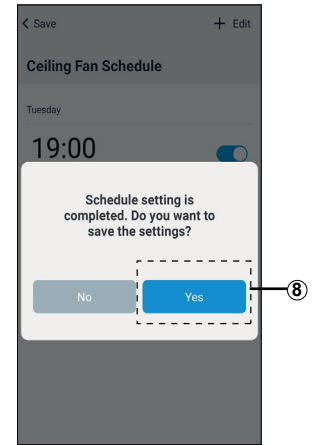 Save
+ Edit
Ceiling Fan Schedule
Tuesday
19:00
Schedule setting is
completed. Do you want to
save the settings?
No
Yes
8